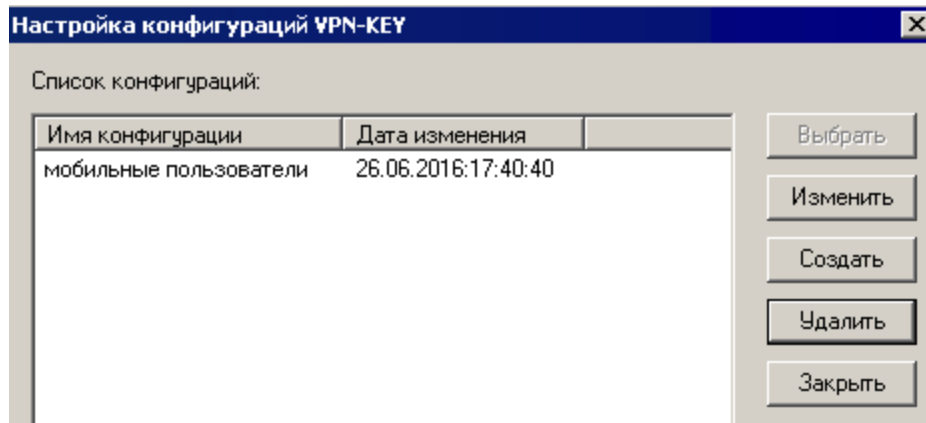 Настройка конфигураций VPN-KEY
Список конфигураций:
Имя конфигурации Дата изменения
мобильные пользователи 26.06.2016:17:40:40
Выбрать
Изменить
Создать
Удалить
Закрыть